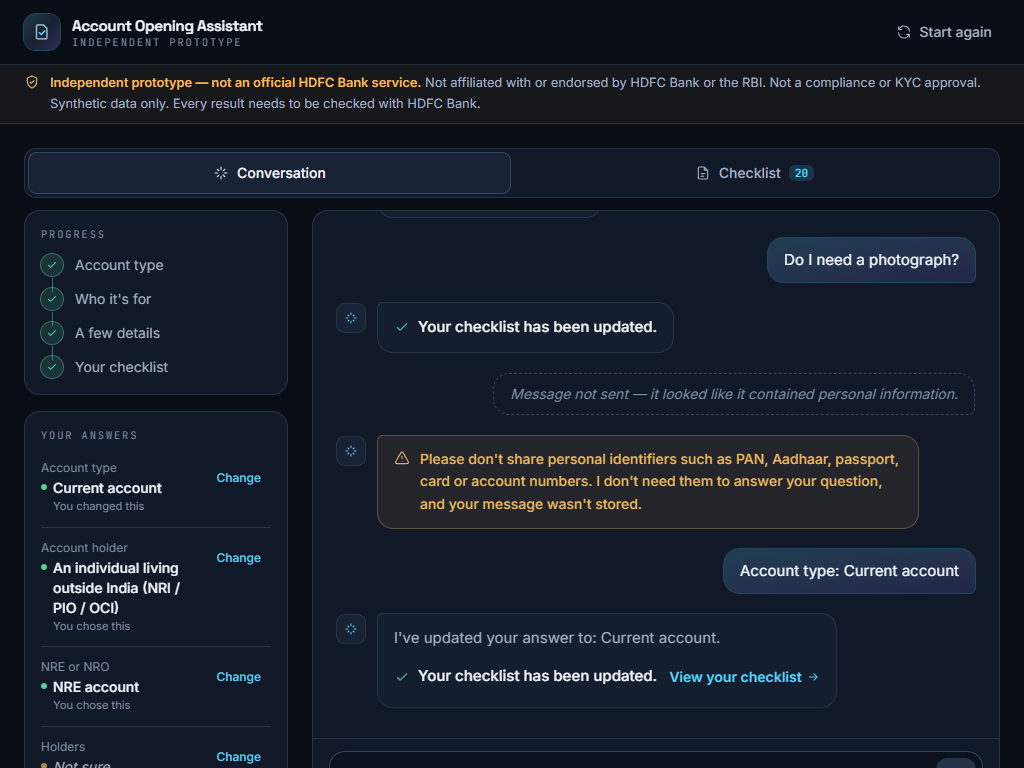 Account Opening Assistant
INDEPENDENT PROTOTYPE
Start again
Independent prototype — not an official HDFC Bank service. Not affiliated with or endorsed by HDFC Bank or the RBI. Not a compliance or KYC approval.
Synthetic data only. Every result needs to be checked with HDFC Bank.
Conversation
Checklist 20
PROGRESS
Account type
Who it's for
A few details
Your checklist
YOUR ANSWERS
Account type
Current account
You changed this
Change
Account holder
An individual living
outside India (NRI /
PIO / OCI)
You chose this
Change
NRE or NRO
NRE account
You chose this
Change
Holders
Not sure
Change
Do I need a photograph?
Your checklist has been updated.
Message not sent — it looked like it contained personal information.
Please don't share personal identifiers such as PAN, Aadhaar, passport,
card or account numbers. I don't need them to answer your question,
and your message wasn't stored.
Account type: Current account
I've updated your answer to: Current account.
Your checklist has been updated. View your checklist →